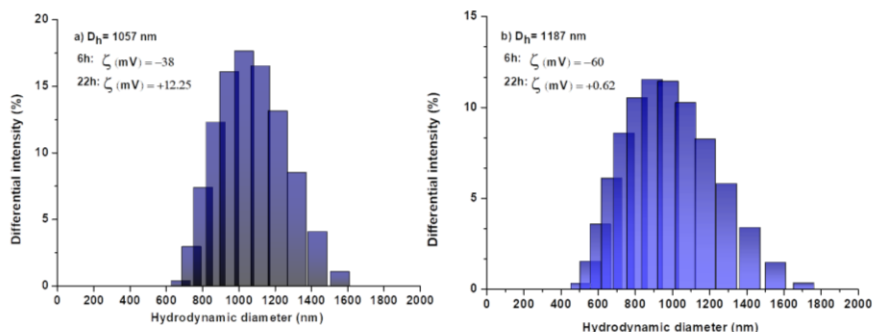 a) Dh= 1057 nm
6h: ζ (mV) = −38
22h: ζ (mV) = +12.25
Differential intensity (%)
20
15
10
5
0
0 200 400 600 800 1000 1200 1400 1600 1800 2000
Hydrodynamic diameter (nm)
b) Dh= 1187 nm
6h: ζ (mV) = −60
22h: ζ (mV) = +0.62
Differential intensity (%)
15
10
5
0
0 200 400 600 800 1000 1200 1400 1600 1800 2000
Hydrodynamic diameter (nm)